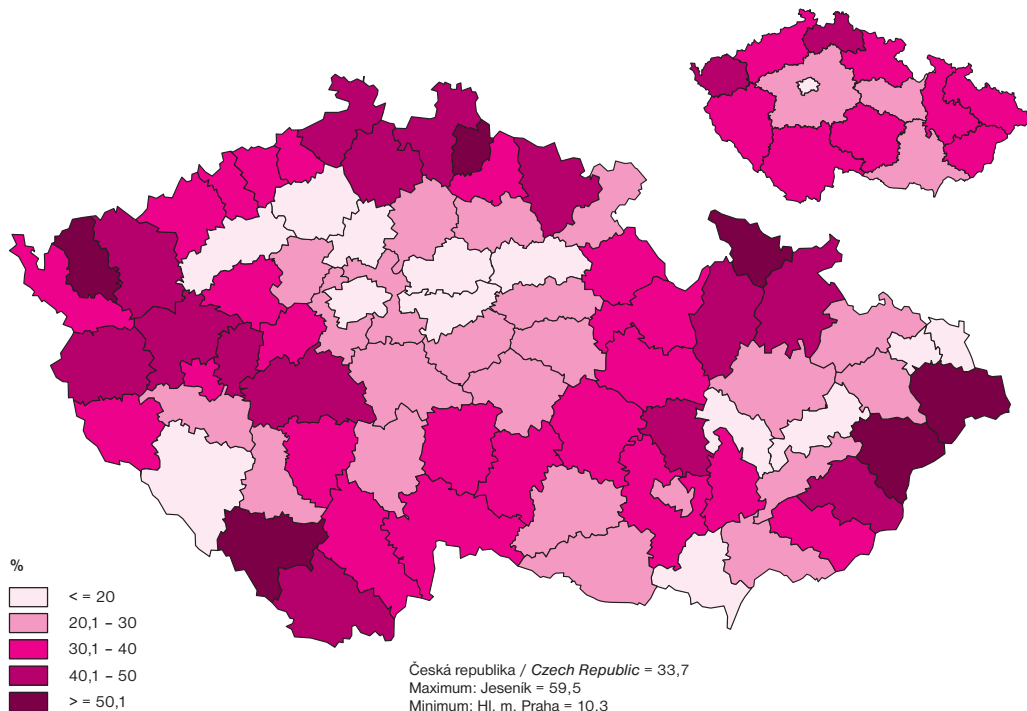 %
< = 20
20,1 – 30
30,1 – 40
40,1 – 50
> = 50,1
Česká republika / Czech Republic = 33,7
Maximum: Jeseník = 59,5
Minimum: Hl. m. Praha = 10,3